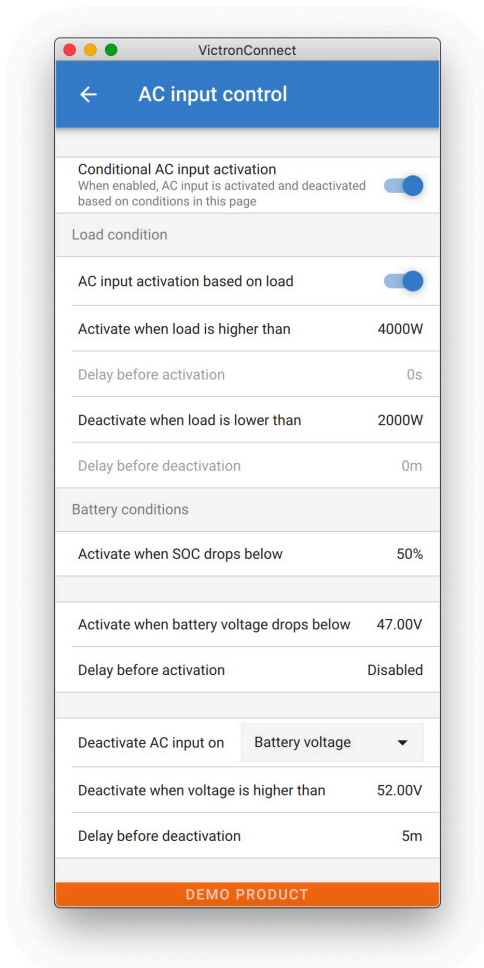 VictronConnect
AC input control
Conditional AC input activation
When enabled, AC input is activated and deactivated
based on conditions in this page
Load condition
AC input activation based on load
Activate when load is higher than 4000W
Delay before activation 0s
Deactivate when load is lower than 2000W
Delay before deactivation 0m
Battery conditions
Activate when SOC drops below 50%
Activate when battery voltage drops below 47.00V
Delay before activation Disabled
Deactivate AC input on Battery voltage
Deactivate when voltage is higher than 52.00V
Delay before deactivation 5m
DEMO PRODUCT